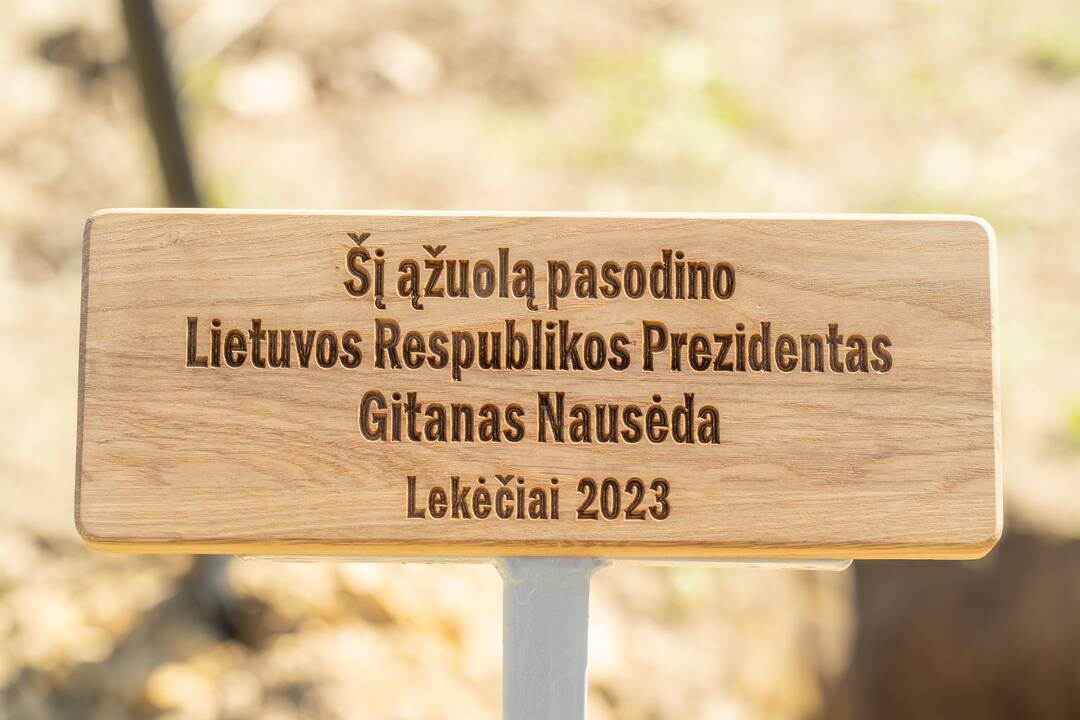 Šį ąžuolą pasodino
Lietuvos Respublikos Prezidentas
Gitanas Nausėda
Lekėčiai 2023